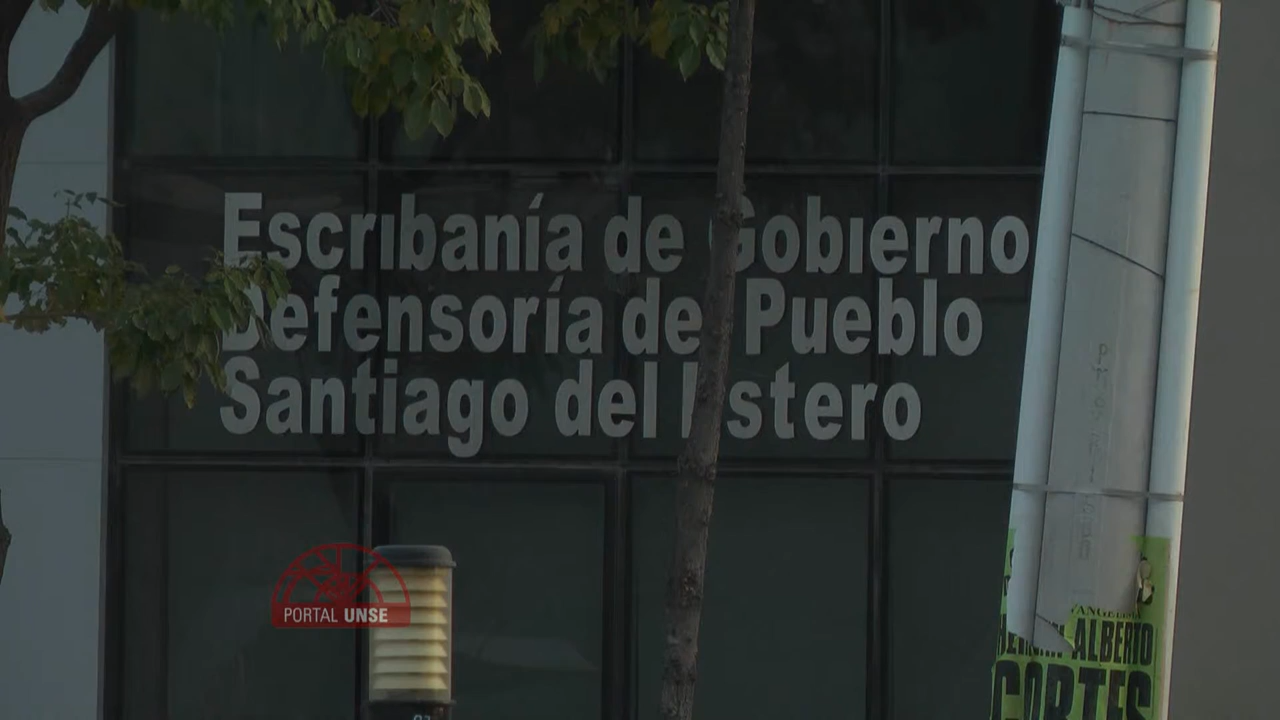 Escribanía de Gobierno
Defensoría de Pueblo
Santiago del Estero
PORTAL UNSE
ALBERTO
CORTES